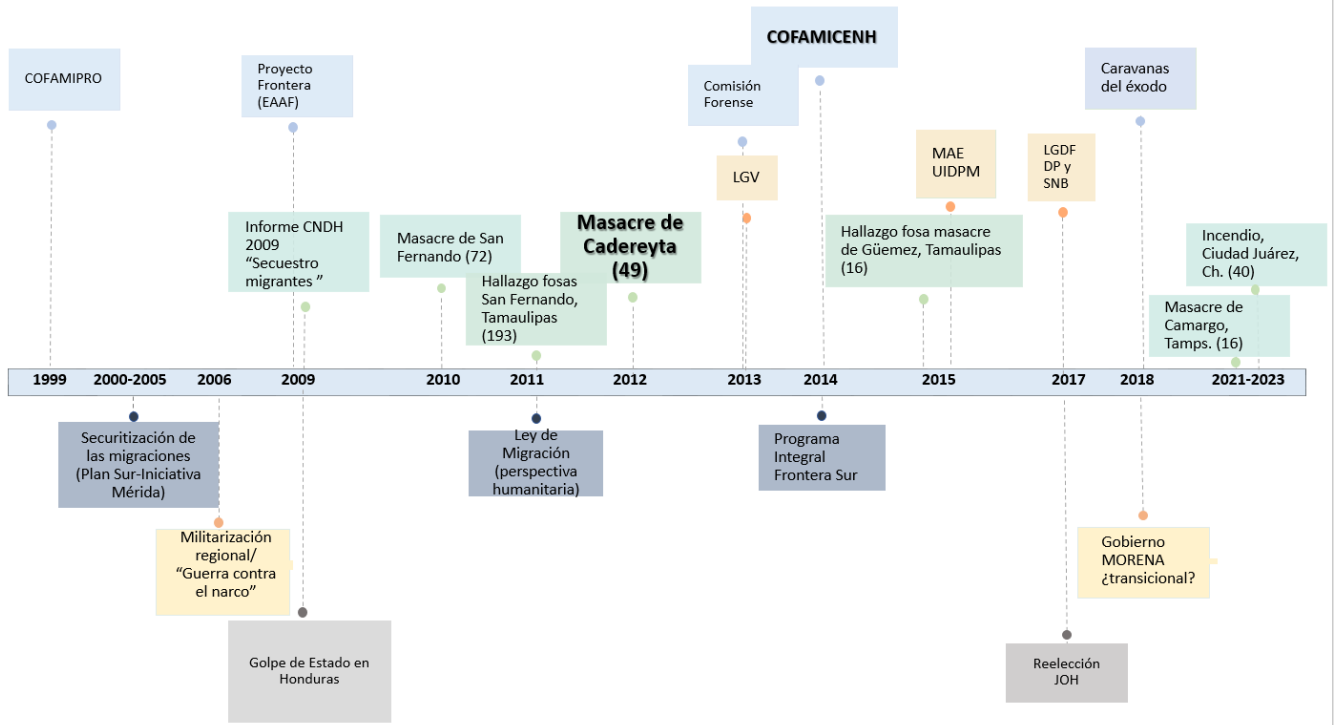 COFAMIPRO
Proyecto
Frontera
(EAAF)
Comisión
Forense
COFAMICENH
Caravanas
del éxodo
LGV
MAE
UIDPM
LGDF
DP y
SNB
Informe CNDH
2009
“Secuestro
migrantes ”
Masacre de San
Fernando (72)
Hallazgo fosas
San Fernando,
Tamaulipas
(193)
Masacre de
Cadereyta
(49)
Hallazgo fosa masacre
de Güemez, Tamaulipas
(16)
Incendio,
Ciudad Juárez,
Ch. (40)
Masacre de
Camargo,
Tamps. (16)
1999 2000-2005 2006 2009 2010 2011 2012 2013 2014 2015 2017 2018 2021-2023
Securitización de
las migraciones
(Plan Sur-Iniciativa
Mérida)
Ley de
Migración
(perspectiva
humanitaria)
Programa
Integral
Frontera Sur
Militarización
regional/
“Guerra contra
el narco”
Gobierno
MORENA
¿transicional?
Golpe de Estado en
Honduras
Reelección
JOH